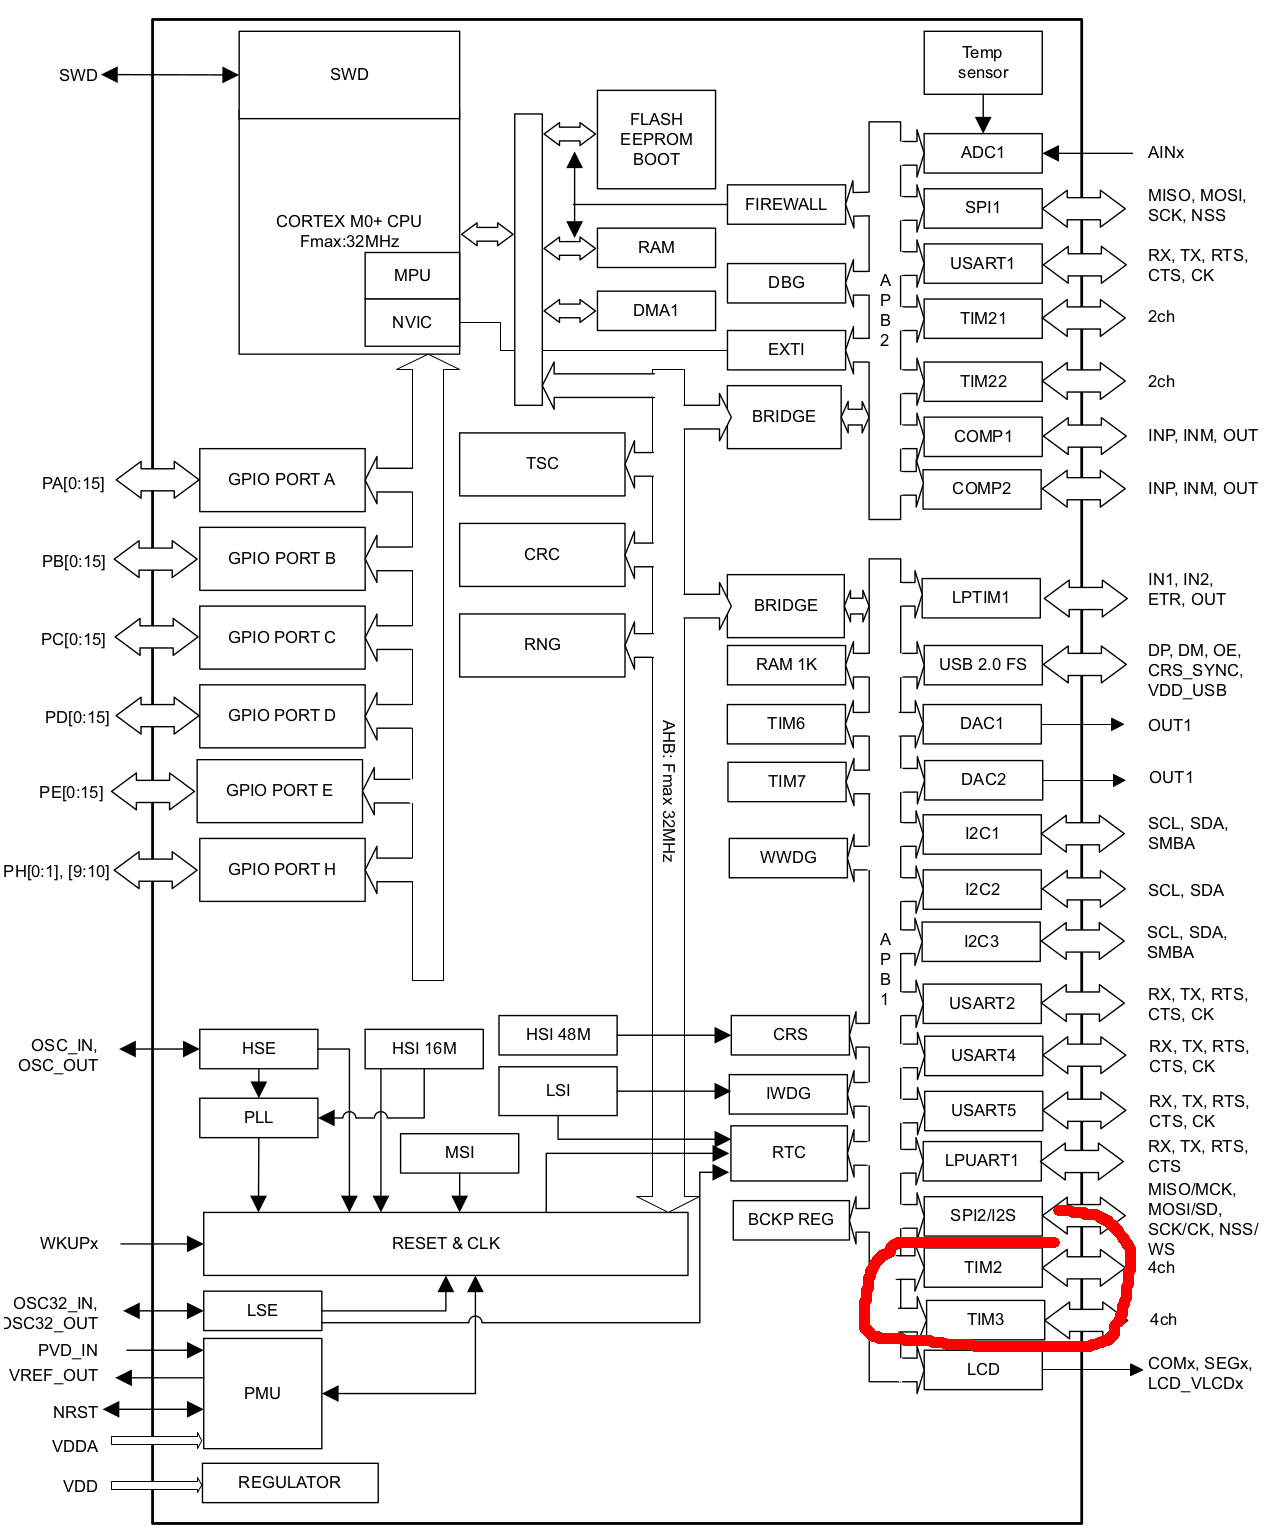 SWD
SWD
CORTEX M0+ CPU
Fmax:32MHz
MPU
NVIC
FLASH
EEPROM
BOOT
RAM
DMA1
FIREWALL
DBG
EXTI
BRIDGE
A
P
B
2
Temp
sensor
ADC1
AINx
SPI1
MISO, MOSI,
SCK, NSS
USART1
RX, TX, RTS,
CTS, CK
TIM21
2ch
TIM22
2ch
COMP1
INP, INM, OUT
COMP2
INP, INM, OUT
PA[0:15]
GPIO PORT A
PB[0:15]
GPIO PORT B
PC[0:15]
GPIO PORT C
PD[0:15]
GPIO PORT D
PE[0:15]
GPIO PORT E
PH[0:1], [9:10]
GPIO PORT H
TSC
CRC
RNG
AHB: Fmax 32MHz
BRIDGE
RAM 1K
TIM6
TIM7
WWDG
A
P
B
1
LPTIM1
IN1, IN2,
ETR, OUT
USB 2.0 FS
DP, DM, OE,
CRS_SYNC,
VDD_USB
DAC1
OUT1
DAC2
OUT1
I2C1
SCL, SDA,
SMBA
I2C2
SCL, SDA
I2C3
SCL, SDA,
SMBA
USART2
RX, TX, RTS,
CTS, CK
USART4
RX, TX, RTS,
CTS, CK
USART5
RX, TX, RTS,
CTS, CK
LPUART1
RX, TX, RTS,
CTS
SPI2/I2S
MISO/MCK,
MOSI/SD,
SCK/CK, NSS/
WS
TIM2
4ch
TIM3
4ch
LCD
COMx, SEGx,
LCD_VLCDx
OSC_IN,
OSC_OUT
HSE
HSI 16M
PLL
MSI
HSI 48M
LSI
CRS
IWDG
RTC
BCKP REG
WKUPx
RESET & CLK
OSC32_IN,
OSC32_OUT
LSE
PVD_IN
VREF_OUT
NRST
VDDA
PMU
VDD
REGULATOR